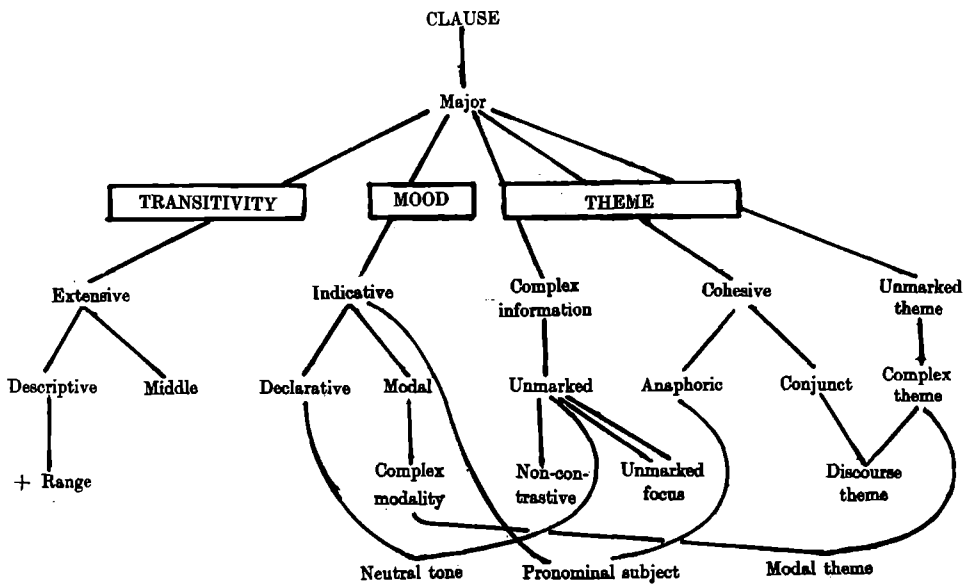 CLAUSE
Major
TRANSITIVITY
MOOD
THEME
Extensive
Indicative
Complex
information
Cohesive
Unmarked
theme
Descriptive
Middle
Declarative
Modal
Unmarked
Anaphoric
Conjunct
Complex
theme
+ Range
Complex
modality
Non-con-
trastive
Unmarked
focus
Discourse
theme
Neutral tone
Pronominal subject
Modal theme